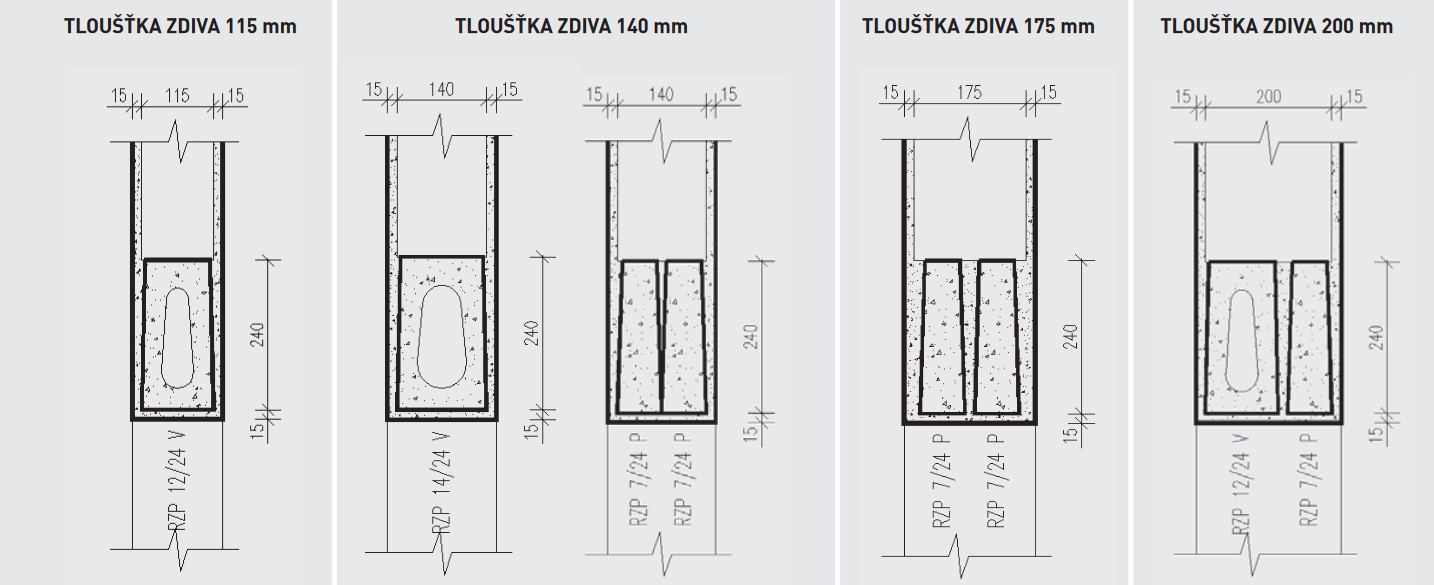 TLOUŠŤKA ZDIVA 115 mm
15 115 15
240
15
RZP 12/24 V
TLOUŠŤKA ZDIVA 140 mm
15 140 15
240
15
RZP 14/24 V
15 140 15
240
15
RZP 7/24 P
RZP 7/24 P
TLOUŠŤKA ZDIVA 175 mm
15 175 15
240
15
RZP 7/24 P
RZP 7/24 P
TLOUŠŤKA ZDIVA 200 mm
15 200 15
240
15
RZP 12/24 V
RZP 7/24 P